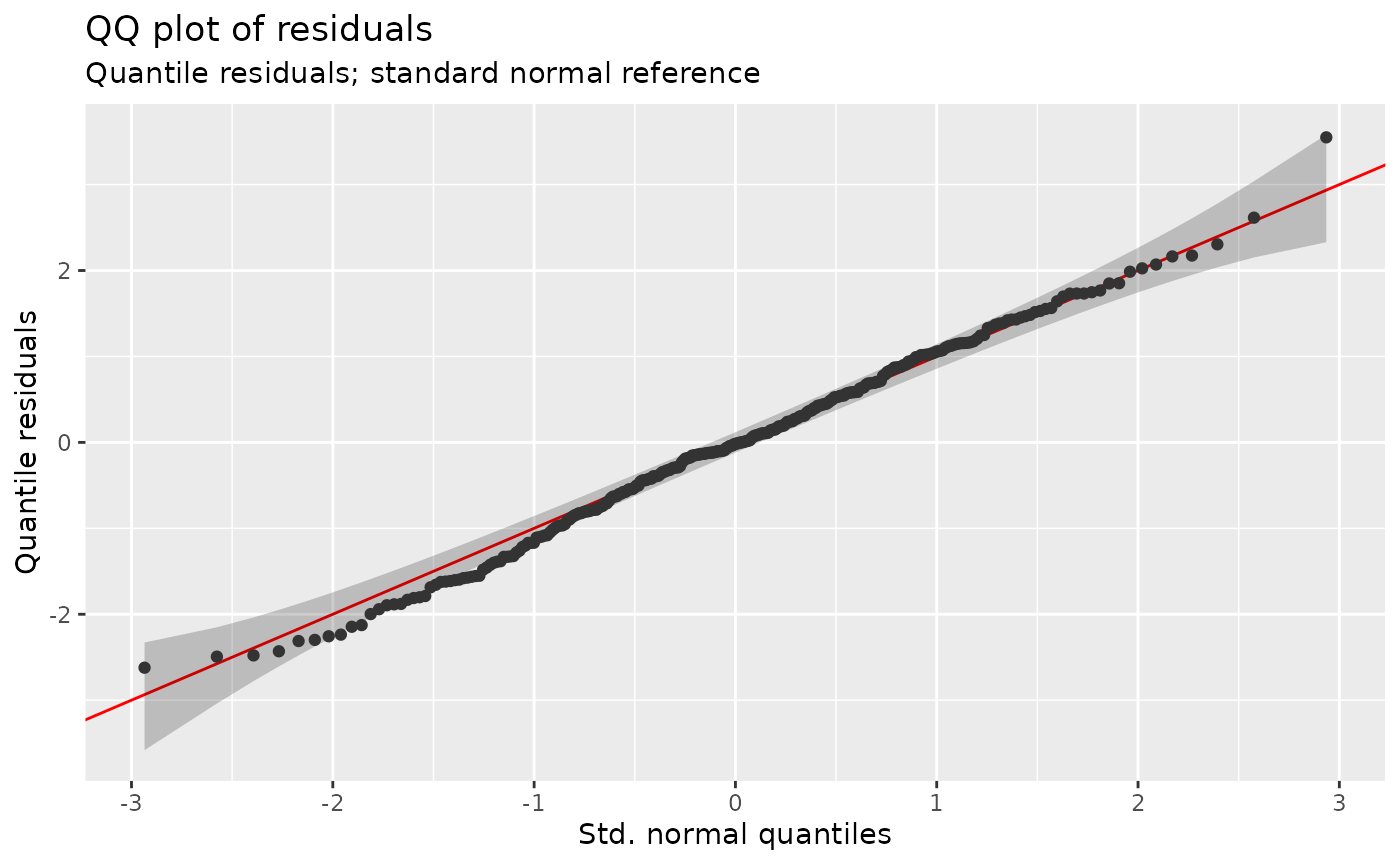 QQ plot of residuals
Quantile residuals; standard normal reference
Quantile residuals
2
0
-2
-3 -2 -1 0 1 2 3
Std. normal quantiles